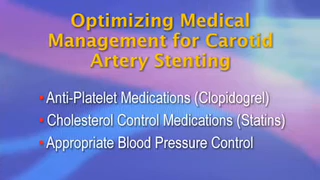 Optimizing Medical
Management for Carotid
Artery Stenting
• Anti-Platelet Medications (Clopidogrel)
• Cholesterol Control Medications (Statins)
• Appropriate Blood Pressure Control